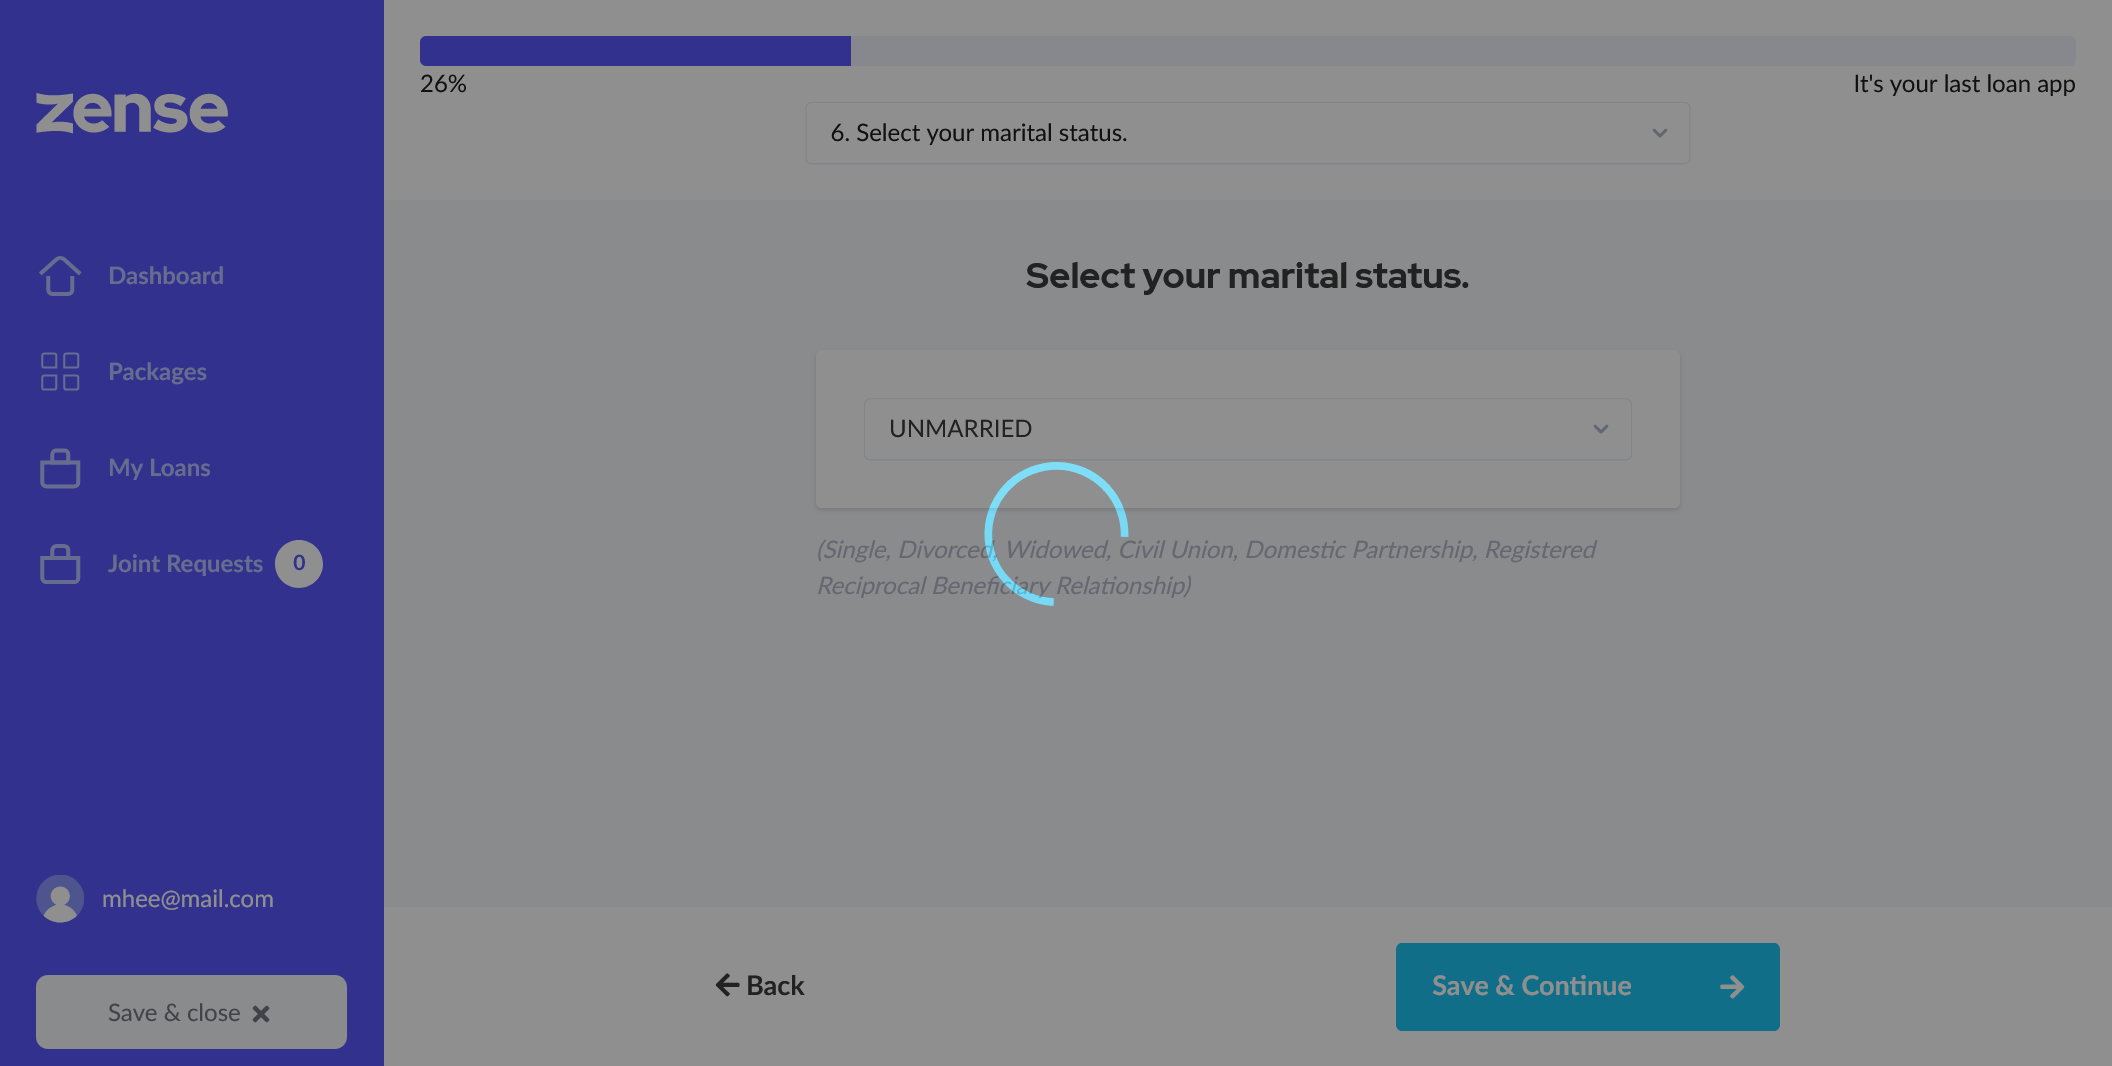 zense
Dashboard
Packages
My Loans
Joint Requests 0
mhee@mail.com
Save & close
26%
It's your last loan app
6. Select your marital status.
Select your marital status.
UNMARRIED
(Single, Divorced, Widowed, Civil Union, Domestic Partnership, Registered
Reciprocal Beneficiary Relationship)
Back
Save & Continue